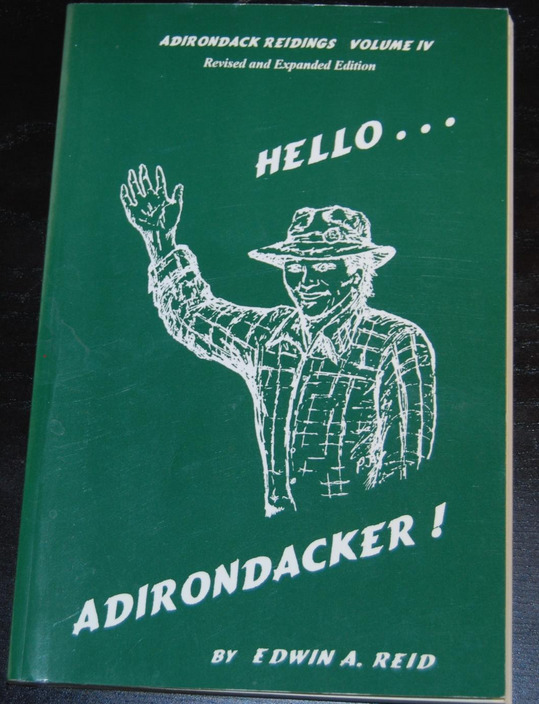 ADIRONDACK REIDINGS VOLUME IV
Revised and Expanded Edition
HELLO...
ADIRONDACKER!
BY EDWIN A. REID